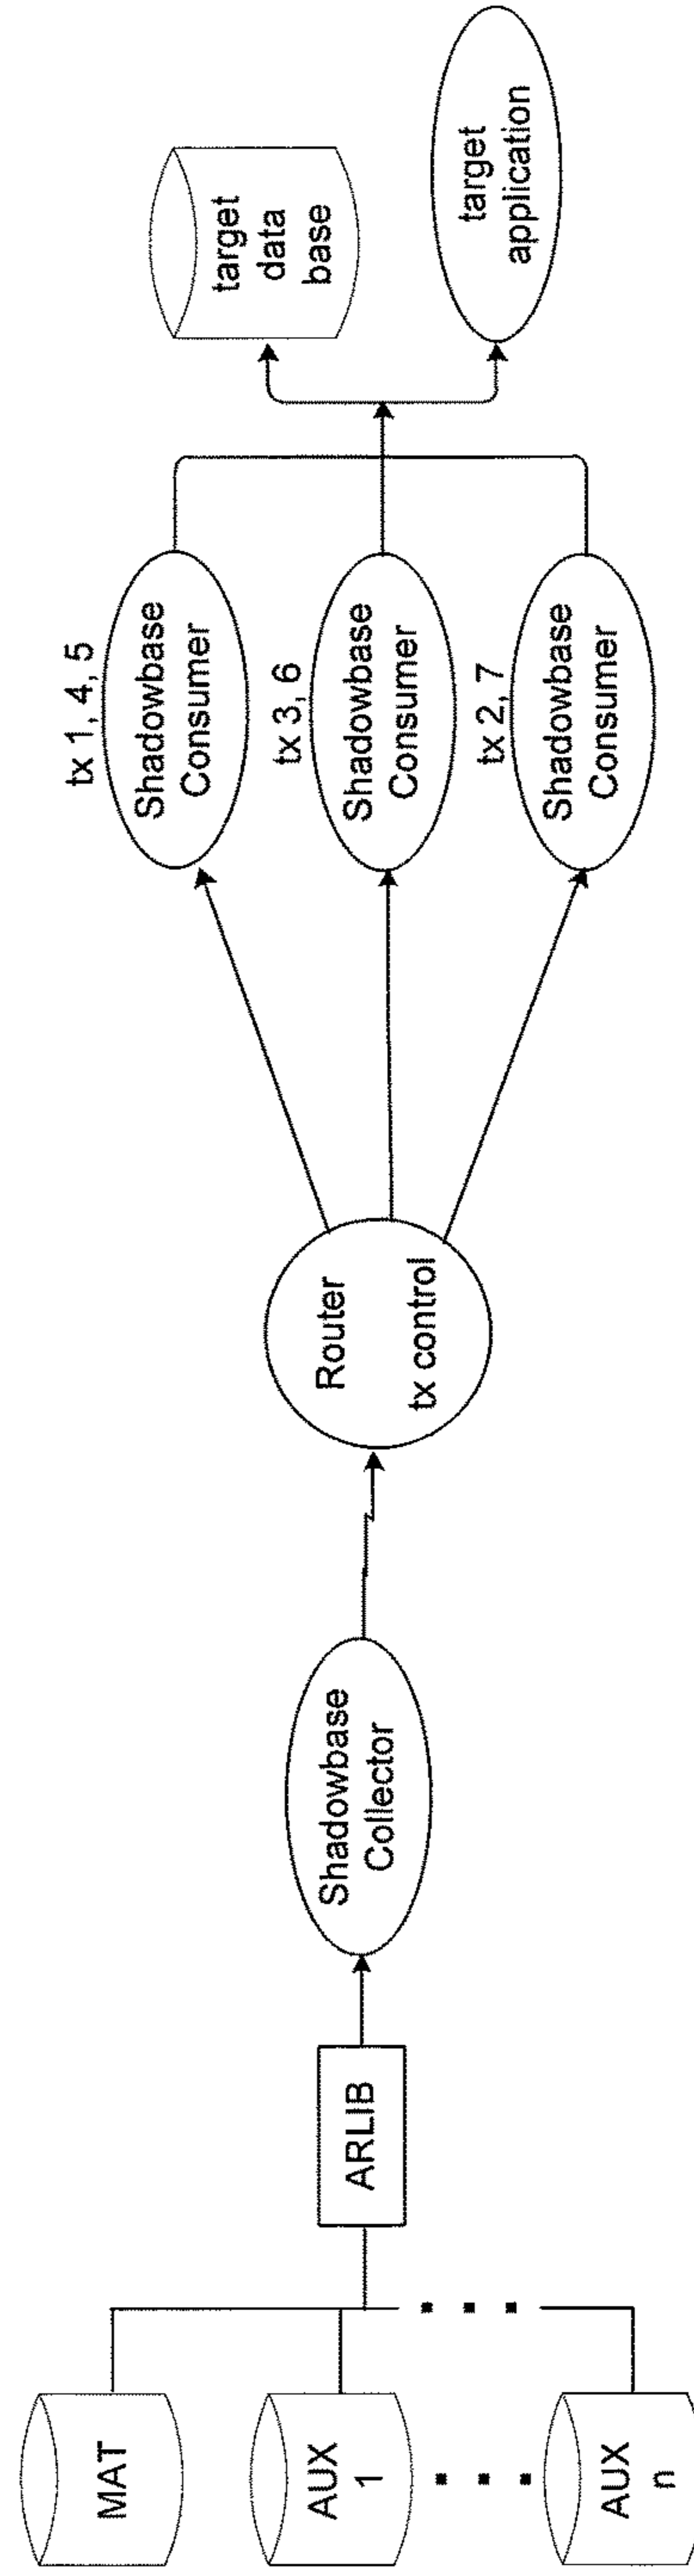 MAT
AUX
1
AUX
n
ARLIB
Shadowbase
Collector
Router
tx control
tx 1, 4, 5
Shadowbase
Consumer
tx 3, 6
Shadowbase
Consumer
tx 2, 7
Shadowbase
Consumer
target
data
base
target
application